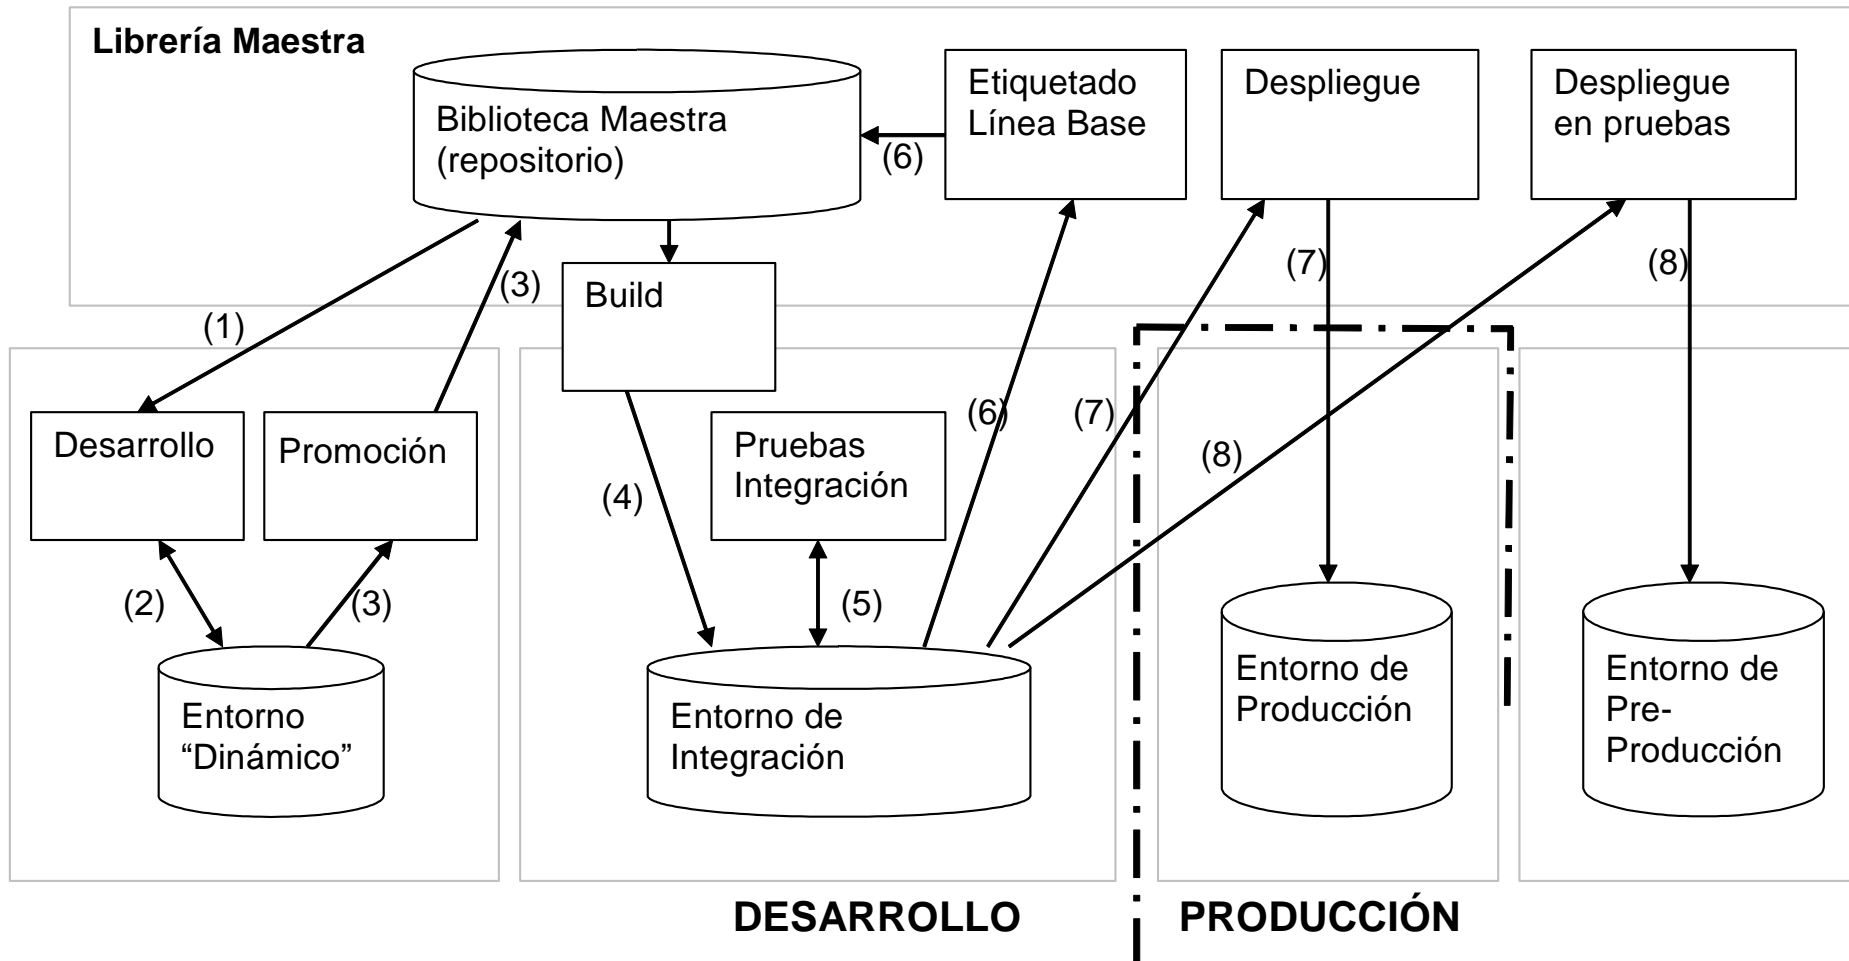 Librería Maestra
Biblioteca Maestra
(repositorio)
Etiquetado
Línea Base
Despliegue
Despliegue
en pruebas
(6)
(7)
(8)
(3)
Build
(1)
Desarrollo
Promoción
Pruebas
Integración
(6)
(7)
(8)
(4)
(2)
(3)
(5)
Entorno
“Dinámico”
Entorno de
Integración
Entorno de
Producción
Entorno de
Pre-
Producción
DESARROLLO
PRODUCCIÓN